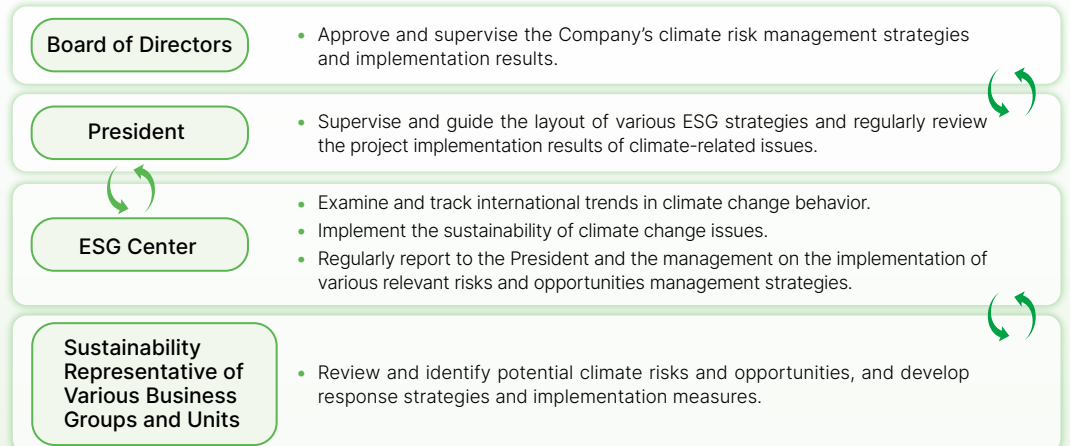 Board of Directors
• Approve and supervise the Company's climate risk management strategies
and implementation results.
President
• Supervise and guide the layout of various ESG strategies and regularly review
the project implementation results of climate-related issues.
ESG Center
• Examine and track international trends in climate change behavior.
• Implement the sustainability of climate change issues.
• Regularly report to the President and the management on the implementation of
various relevant risks and opportunities management strategies.
Sustainability
Representative of
Various Business
Groups and Units
• Review and identify potential climate risks and opportunities, and develop
response strategies and implementation measures.